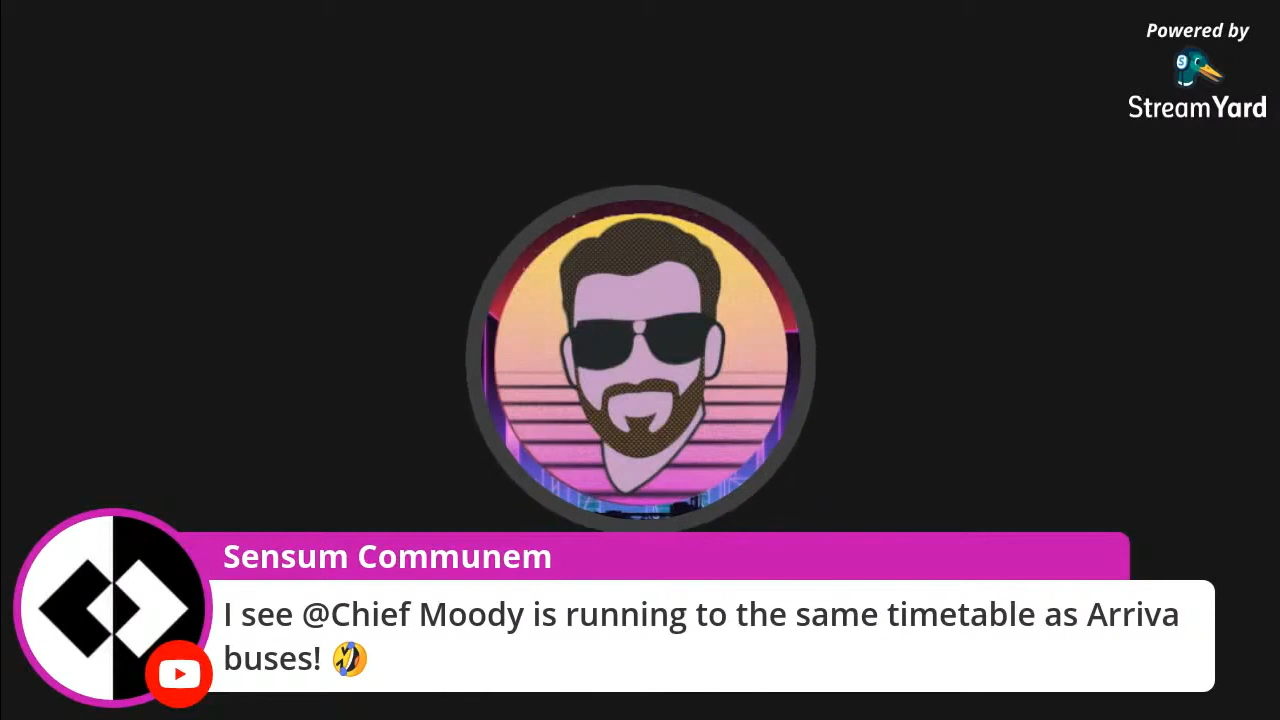 Powered by
StreamYard
Sensum Communem
I see @Chief Moody is running to the same timetable as Arriva
buses! 🤣